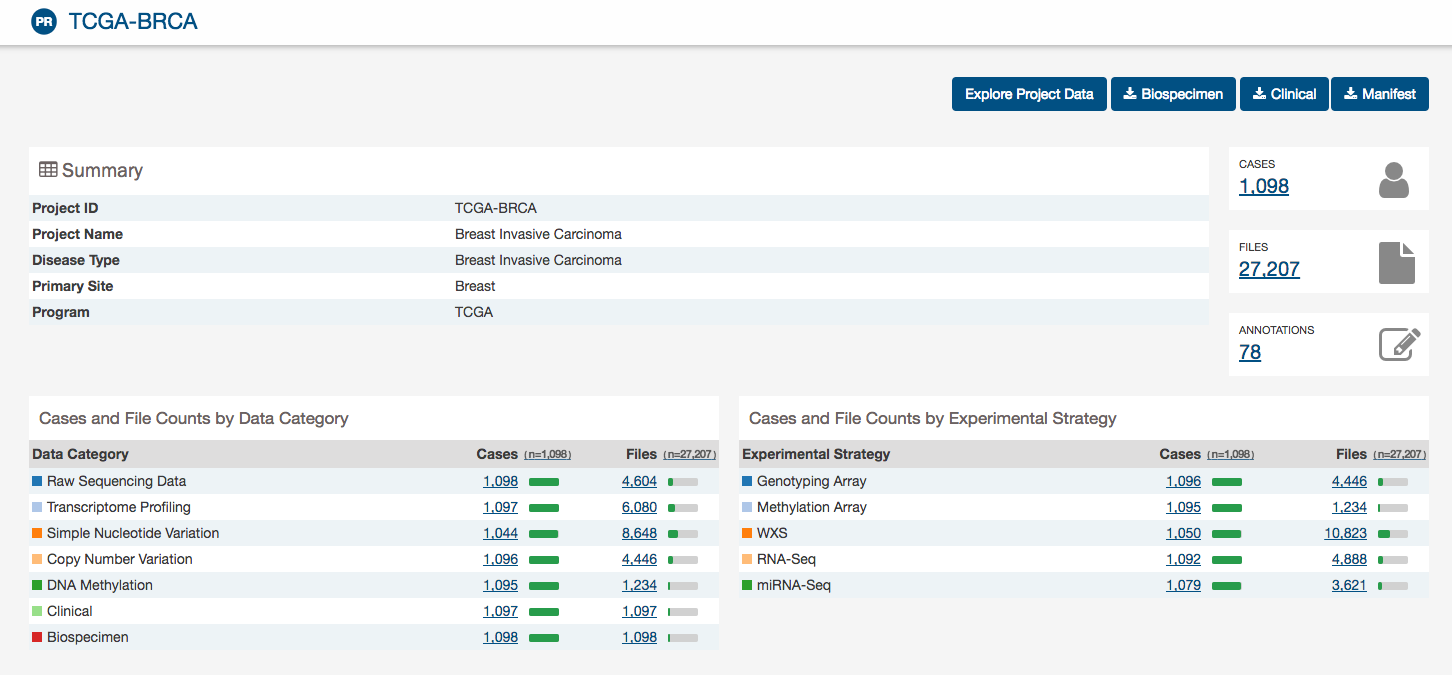 PR TCGA-BRCA
Explore Project Data Biospecimen Clinical Manifest
Summary
Project ID TCGA-BRCA
Project Name Breast Invasive Carcinoma
Disease Type Breast Invasive Carcinoma
Primary Site Breast
Program TCGA
CASES
1,098
FILES
27,207
ANNOTATIONS
78
Cases and File Counts by Data Category
Data Category Cases (n=1,098) Files (n=27,207)
Raw Sequencing Data 1,098 4,604
Transcriptome Profiling 1,097 6,080
Simple Nucleotide Variation 1,044 8,648
Copy Number Variation 1,096 4,446
DNA Methylation 1,095 1,234
Clinical 1,097 1,097
Biospecimen 1,098 1,098
Cases and File Counts by Experimental Strategy
Experimental Strategy Cases (n=1,098) Files (n=27,207)
Genotyping Array 1,096 4,446
Methylation Array 1,095 1,234
WXS 1,050 10,823
RNA-Seq 1,092 4,888
miRNA-Seq 1,079 3,621